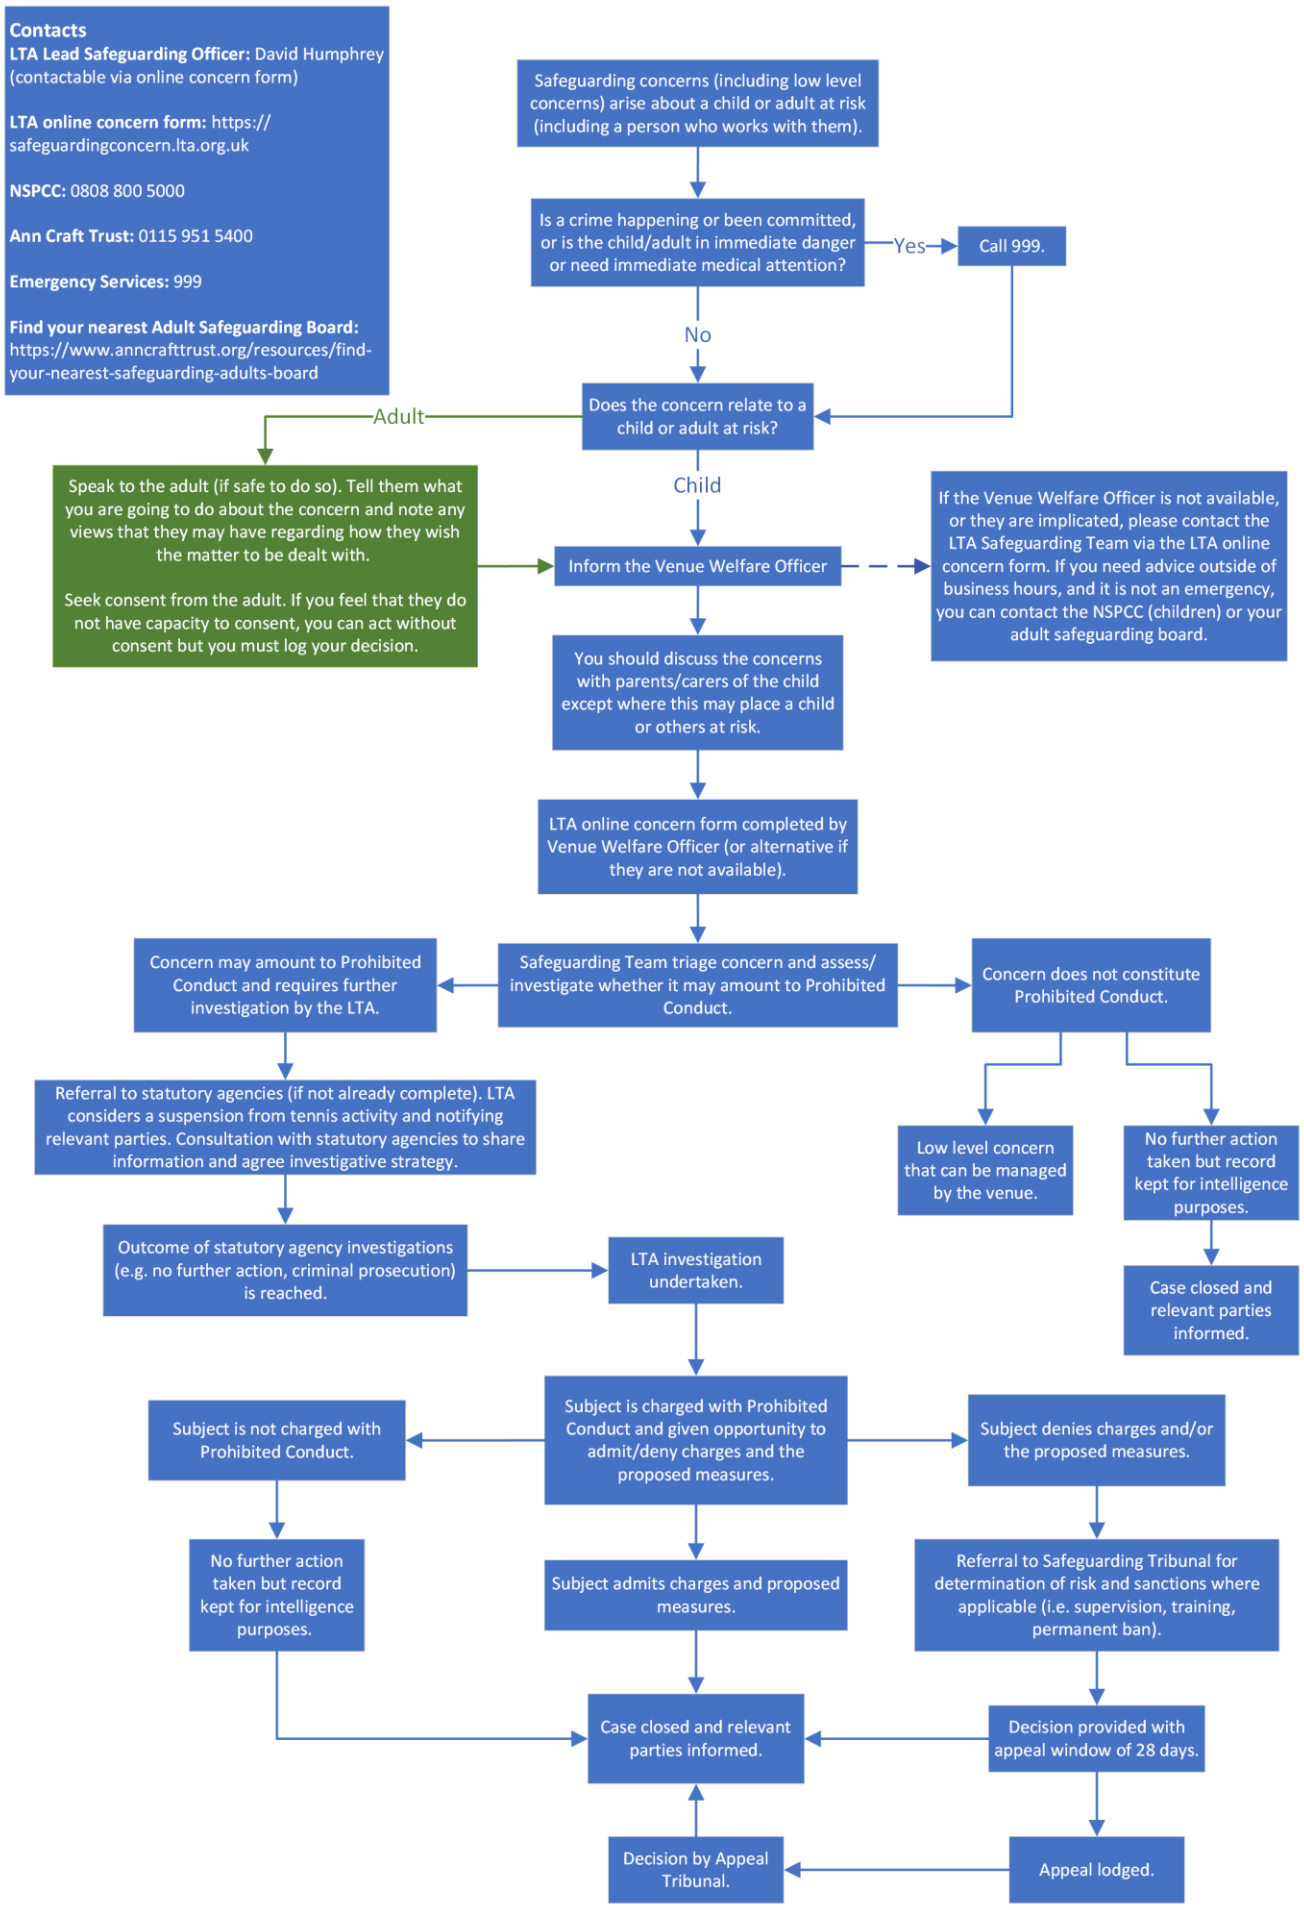 Contacts
LTA Lead Safeguarding Officer: David Humphrey
(contactable via online concern form)
LTA online concern form: https://
safeguardingconcern.lta.org.uk
NSPCC: 0808 800 5000
Ann Craft Trust: 0115 951 5400
Emergency Services: 999
Find your nearest Adult Safeguarding Board:
https://www.anncrafttrust.org/resources/find-
your-nearest-safeguarding-adults-board
Safeguarding concerns (including low level
concerns) arise about a child or adult at risk
(including a person who works with them).
Is a crime happening or been committed,
or is the child/adult in immediate danger
or need immediate medical attention?
Yes
Call 999.
No
Does the concern relate to a
child or adult at risk?
Adult
Speak to the adult (if safe to do so). Tell them what
you are going to do about the concern and note any
views that they may have regarding how they wish
the matter to be dealt with.
Seek consent from the adult. If you feel that they do
not have capacity to consent, you can act without
consent but you must log your decision.
Child
Inform the Venue Welfare Officer
If the Venue Welfare Officer is not available,
or they are implicated, please contact the
LTA Safeguarding Team via the LTA online
concern form. If you need advice outside of
business hours, and it is not an emergency,
you can contact the NSPCC (children) or your
adult safeguarding board.
You should discuss the concerns
with parents/carers of the child
except where this may place a child
or others at risk.
LTA online concern form completed by
Venue Welfare Officer (or alternative if
they are not available).
Safeguarding Team triage concern and assess/
investigate whether it may amount to Prohibited
Conduct.
Concern may amount to Prohibited
Conduct and requires further
investigation by the LTA.
Concern does not constitute
Prohibited Conduct.
Referral to statutory agencies (if not already complete). LTA
considers a suspension from tennis activity and notifying
relevant parties. Consultation with statutory agencies to share
information and agree investigative strategy.
Low level concern
that can be managed
by the venue.
No further action
taken but record
kept for intelligence
purposes.
Case closed and
relevant parties
informed.
Outcome of statutory agency investigations
(e.g. no further action, criminal prosecution)
is reached.
LTA investigation
undertaken.
Subject is charged with Prohibited
Conduct and given opportunity to
admit/deny charges and the
proposed measures.
Subject is not charged with
Prohibited Conduct.
Subject denies charges and/or
the proposed measures.
No further action
taken but record
kept for intelligence
purposes.
Subject admits charges and proposed
measures.
Referral to Safeguarding Tribunal for
determination of risk and sanctions where
applicable (i.e. supervision, training,
permanent ban).
Case closed and relevant
parties informed.
Decision provided with
appeal window of 28 days.
Decision by Appeal
Tribunal.
Appeal lodged.